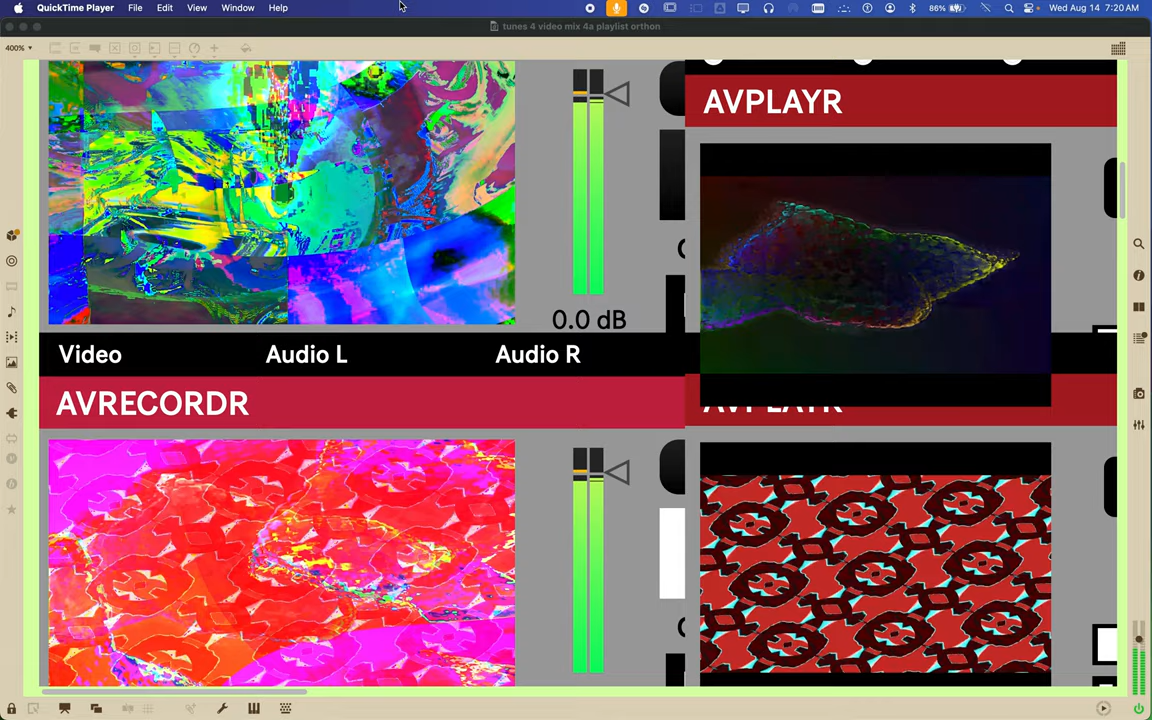 QuickTime Player File Edit View Window Help 86% Wed Aug 14 7:20 AM
tunes 4 video mix 4a playlist orthon
400%
AVPLAYR
0.0 dB
Video Audio L Audio R
AVRECORDR
AVPLAYR